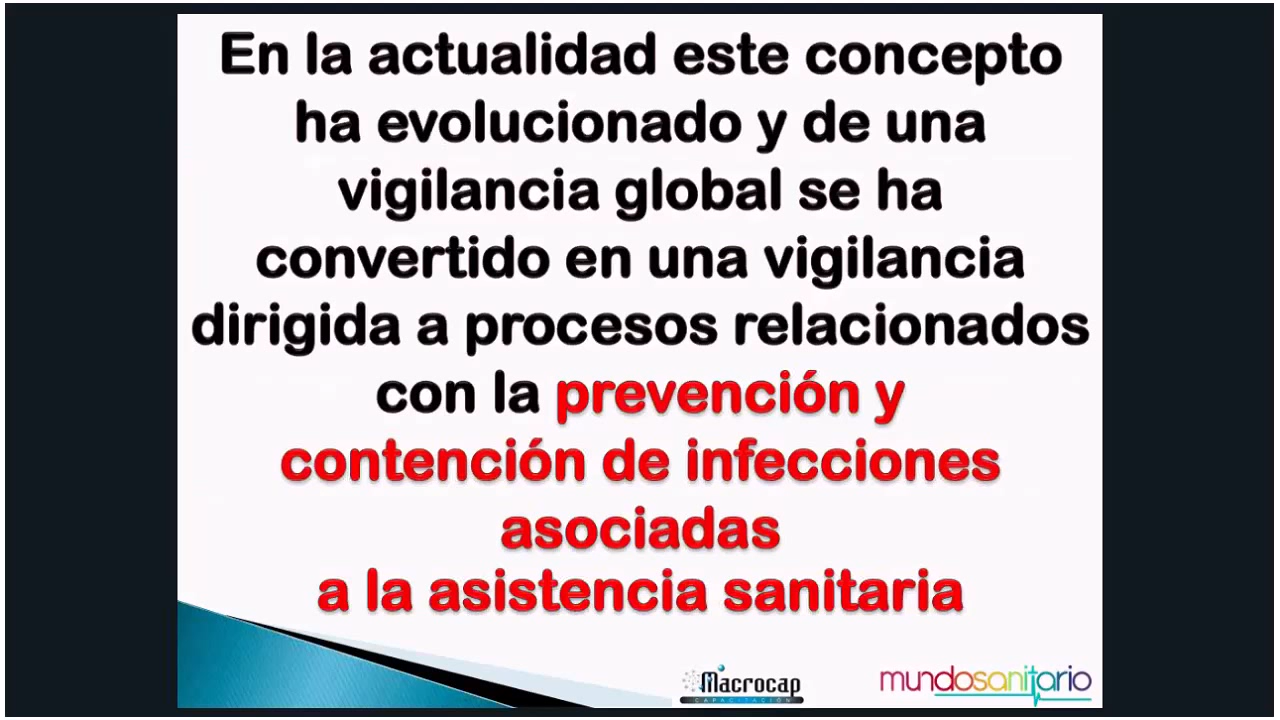 En la actualidad este concepto
ha evolucionado y de una
vigilancia global se ha
convertido en una vigilancia
dirigida a procesos relacionados
con la prevención y
contención de infecciones
asociadas
a la asistencia sanitaria
Macrocap
CAPACITACIÓN
mundosanitario